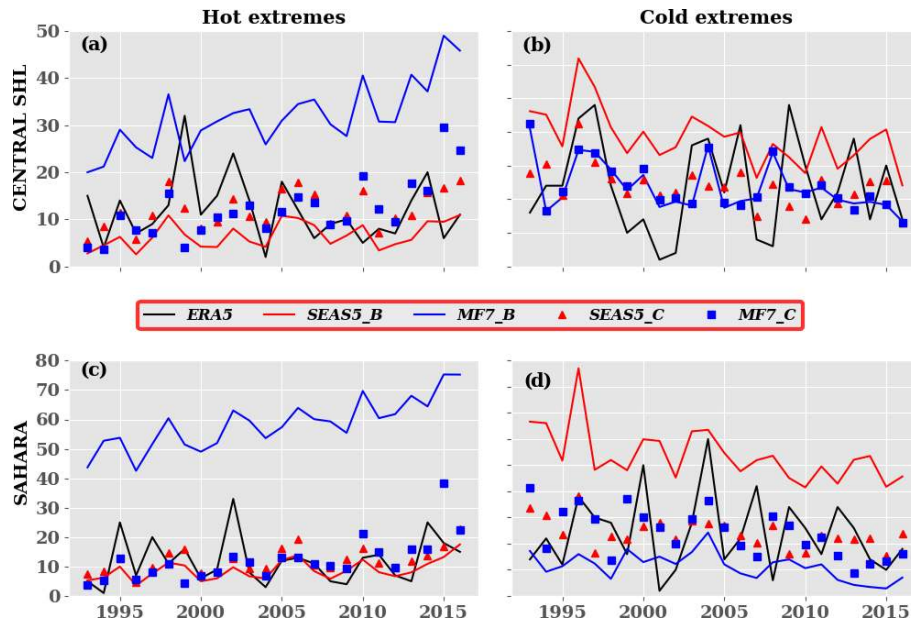 Hot extremes
Cold extremes
CENTRAL SHL
50
40
30
20
10
0
(a)
(b)
ERA5 SEAS5_B MF7_B SEAS5_C MF7_C
SAHARA
80
70
60
50
40
30
20
10
0
(c)
(d)
1995 2000 2005 2010 2015
1995 2000 2005 2010 2015